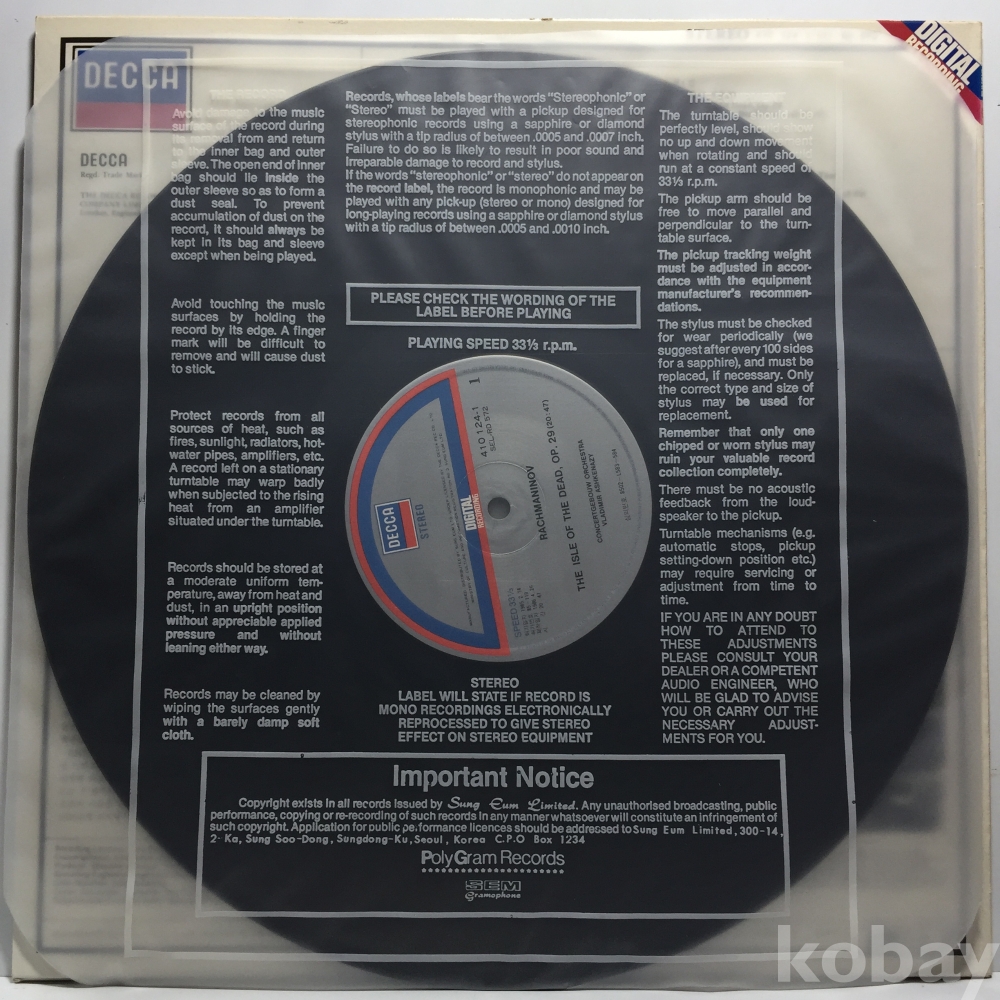 DIGITAL
RECORDING
DECCA
DECCA
THE RECORD
Avoid damage to the music
surface of the record during
its removal from and return
to the inner bag and outer
sleeve. The open end of inner
bag should lie inside the
outer sleeve so as to form a
dust seal. To prevent
accumulation of dust on the
record, it should always be
kept in its bag and sleeve
except when being played.
Avoid touching the music
surfaces by holding the
record by its edge. A finger
mark will be difficult to
remove and will cause dust
to stick.
Protect records from all
sources of heat, such as
fires, sunlight, radiators, hot-
water pipes, amplifiers, etc.
A record left on a stationary
turntable may warp badly
when subjected to the rising
heat from an amplifier
situated under the turntable.
Records should be stored at
a moderate uniform tem-
perature, away from heat and
dust, in an upright position
without appreciable applied
pressure and without
leaning either way.
Records may be cleaned by
wiping the surfaces gently
with a barely damp soft
cloth.
Records, whose labels bear the words "Stereophonic" or
"Stereo" must be played with a pickup designed for
stereophonic records using a sapphire or diamond
stylus with a tip radius of between .0005 and .0007 inch.
Failure to do so is likely to result in poor sound and
irreparable damage to record and stylus.
If the words "stereophonic" or "stereo" do not appear on
the record label, the record is monophonic and may be
played with any pick-up (stereo or mono) designed for
long-playing records using a sapphire or diamond stylus
with a tip radius of between .0005 and .0010 inch.
PLEASE CHECK THE WORDING OF THE
LABEL BEFORE PLAYING
PLAYING SPEED 33⅓ r.p.m.
1
410 124-1
SEL-RD 572
DECCA
STEREO
DIGITAL
RECORDING
SPEED 33⅓
RACHMANINOV
THE ISLE OF THE DEAD, OP. 29 (20:47)
CONCERTGEBOUW ORCHESTRA
VLADIMIR ASHKENAZY
STEREO
LABEL WILL STATE IF RECORD IS
MONO RECORDINGS ELECTRONICALLY
REPROCESSED TO GIVE STEREO
EFFECT ON STEREO EQUIPMENT
THE EQUIPMENT
The turntable should be
perfectly level, should show
no up and down movement
when rotating and should
run at a constant speed of
33⅓ r.p.m.
The pickup arm should be
free to move parallel and
perpendicular to the turn-
table surface.
The pickup tracking weight
must be adjusted in accor-
dance with the equipment
manufacturer's recommen-
dations.
The stylus must be checked
for wear periodically (we
suggest after every 100 sides
for a sapphire), and must be
replaced, if necessary. Only
the correct type and size of
stylus may be used for
replacement.
Remember that only one
chipped or worn stylus may
ruin your valuable record
collection completely.
There must be no acoustic
feedback from the loud-
speaker to the pickup.
Turntable mechanisms (e.g.
automatic stops, pickup
setting-down position etc.)
may require servicing or
adjustment from time to
time.
IF YOU ARE IN ANY DOUBT
HOW TO ATTEND TO
THESE ADJUSTMENTS
PLEASE CONSULT YOUR
DEALER OR A COMPETENT
AUDIO ENGINEER, WHO
WILL BE GLAD TO ADVISE
YOU OR CARRY OUT THE
NECESSARY ADJUST-
MENTS FOR YOU.
Important Notice
Copyright exists in all records issued by Sung Eum Limited. Any unauthorised broadcasting, public
performance, copying or re-recording of such records in any manner whatsoever will constitute an infringement of
such copyright. Application for public performance licences should be addressed to Sung Eum Limited, 300-14,
2-Ka, Sung Soo-Dong, Sungdong-Ku, Seoul, Korea C.P.O Box 1234
PolyGram Records
SEM
Gramophone
kobay